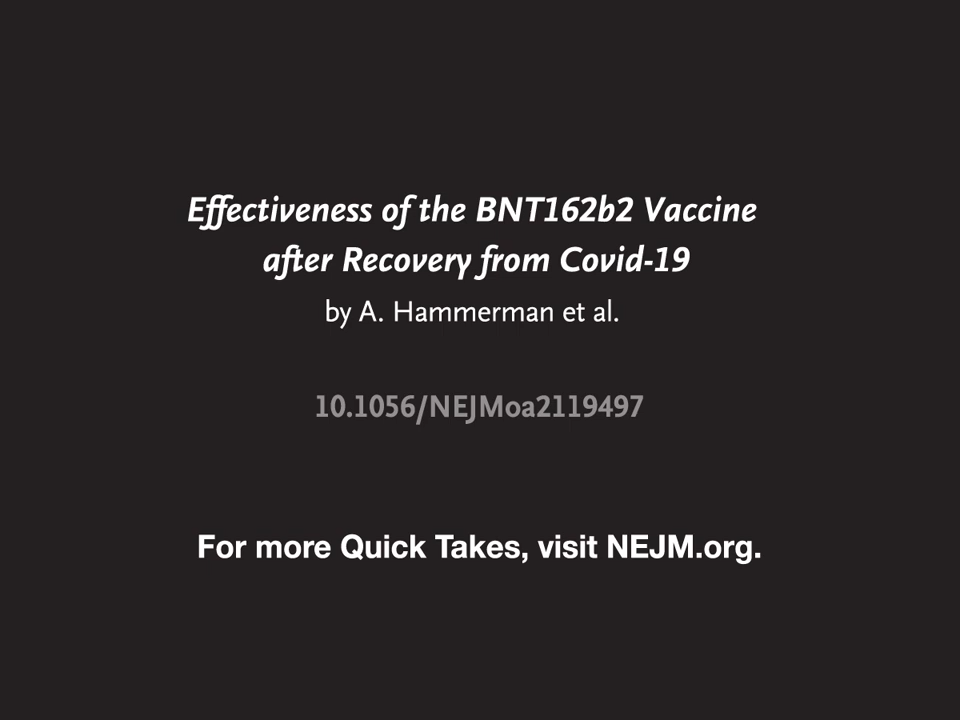 Effectiveness of the BNT162b2 Vaccine
after Recovery from Covid-19
by A. Hammerman et al.
10.1056/NEJMoa2119497
For more Quick Takes, visit NEJM.org.